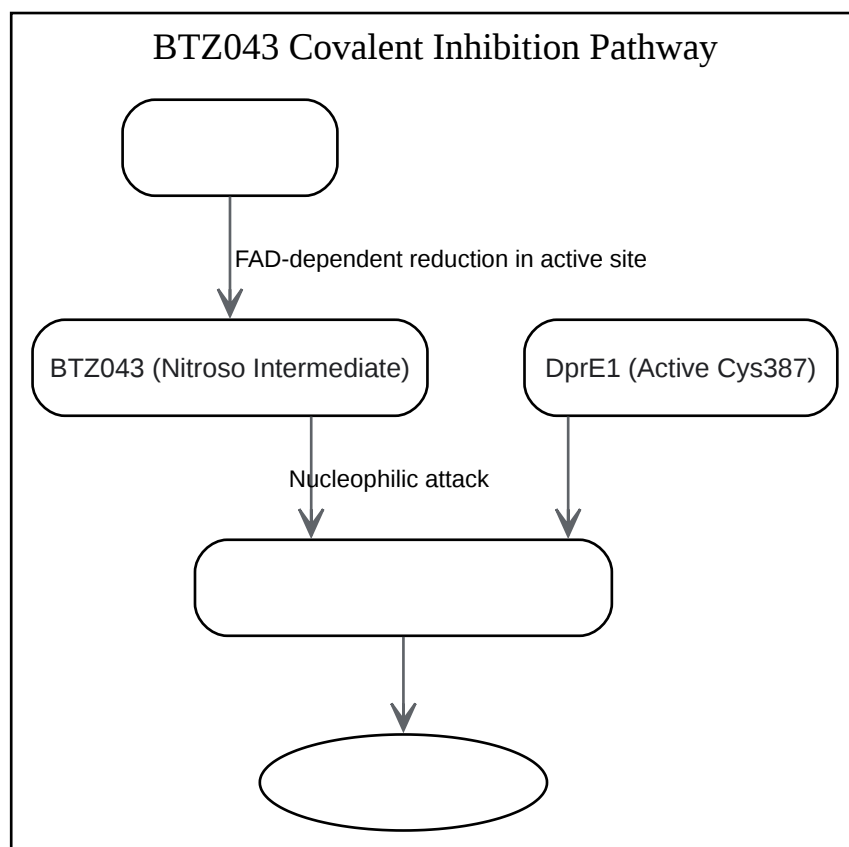 BTZ043 Covalent Inhibition Pathway
FAD-dependent reduction in active site
BTZ043 (Nitroso Intermediate)
DprE1 (Active Cys387)
Nucleophilic attack